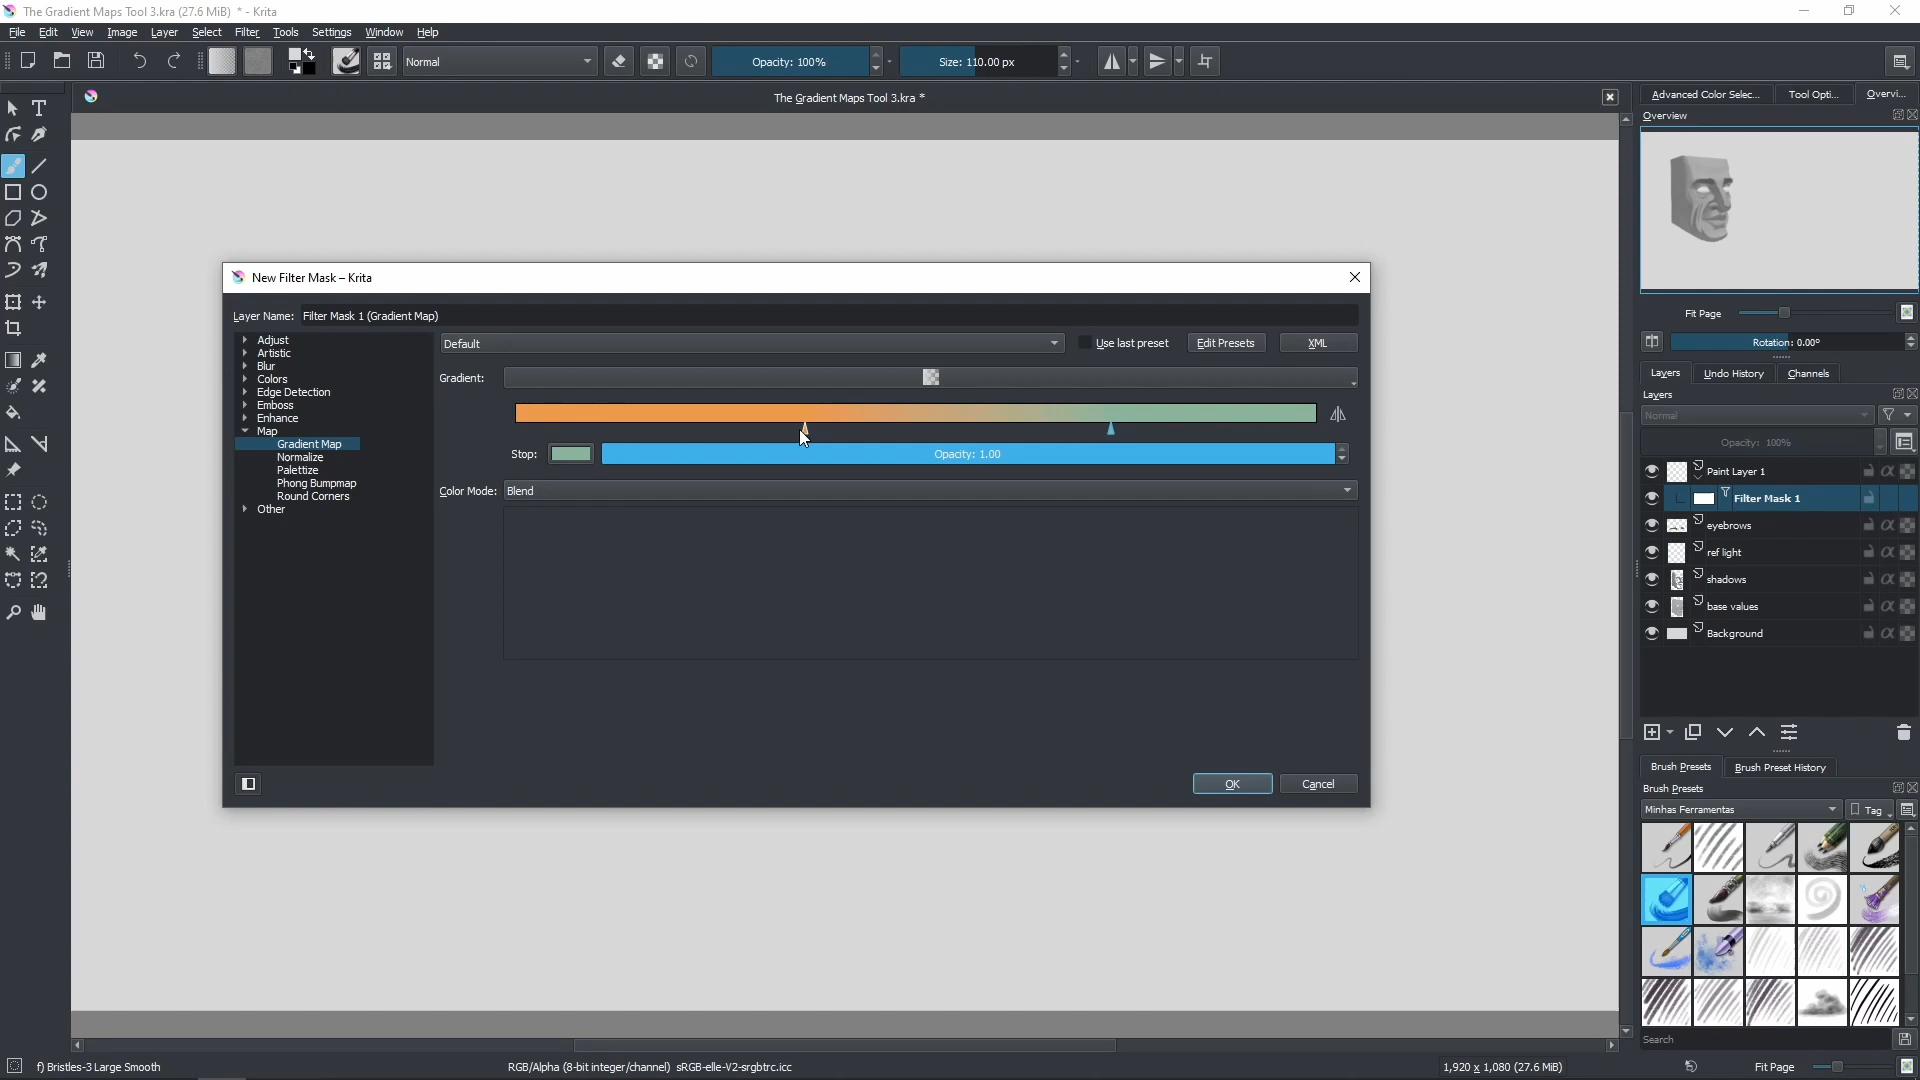 The Gradient Maps Tool 3.kra (27.6 MiB) * - Krita
File Edit View Image Layer Select Filter Tools Settings Window Help
Normal Opacity: 100% Size: 110.00 px
The Gradient Maps Tool 3.kra *
Advanced Color Selec... Tool Opti... Overvi...
Overview
Fit Page
Rotation: 0.00°
Layers Undo History Channels
Layers
Normal
Opacity: 100%
Paint Layer 1
Filter Mask 1
eyebrows
ref light
shadows
base values
Background
Brush Presets Brush Preset History
Brush Presets
Minhas Ferramentas Tag
Search
New Filter Mask – Krita
Layer Name: Filter Mask 1 (Gradient Map)
Adjust
Artistic
Blur
Colors
Edge Detection
Emboss
Enhance
Map
Gradient Map
Normalize
Palettize
Phong Bumpmap
Round Corners
Other
Default Use last preset Edit Presets XML
Gradient:
Stop: Opacity: 1.00
Color Mode: Blend
OK Cancel
f) Bristles-3 Large Smooth RGB/Alpha (8-bit integer/channel) sRGB-elle-V2-srgbtrc.icc 1,920 x 1,080 (27.6 MiB) Fit Page